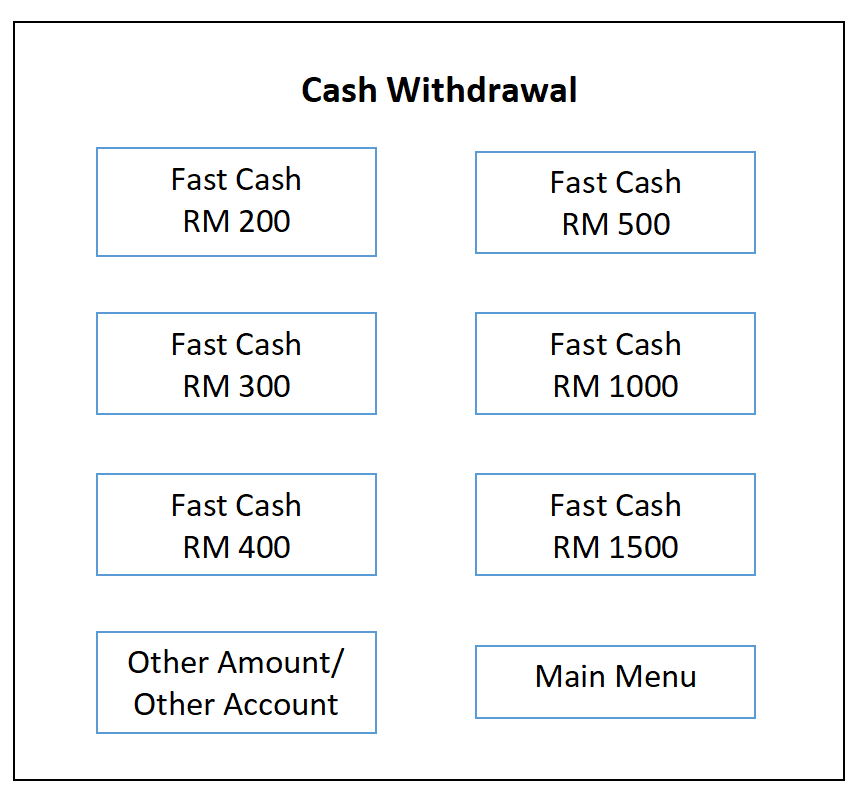 Cash Withdrawal
Fast Cash
RM 200
Fast Cash
RM 500
Fast Cash
RM 300
Fast Cash
RM 1000
Fast Cash
RM 400
Fast Cash
RM 1500
Other Amount/
Other Account
Main Menu